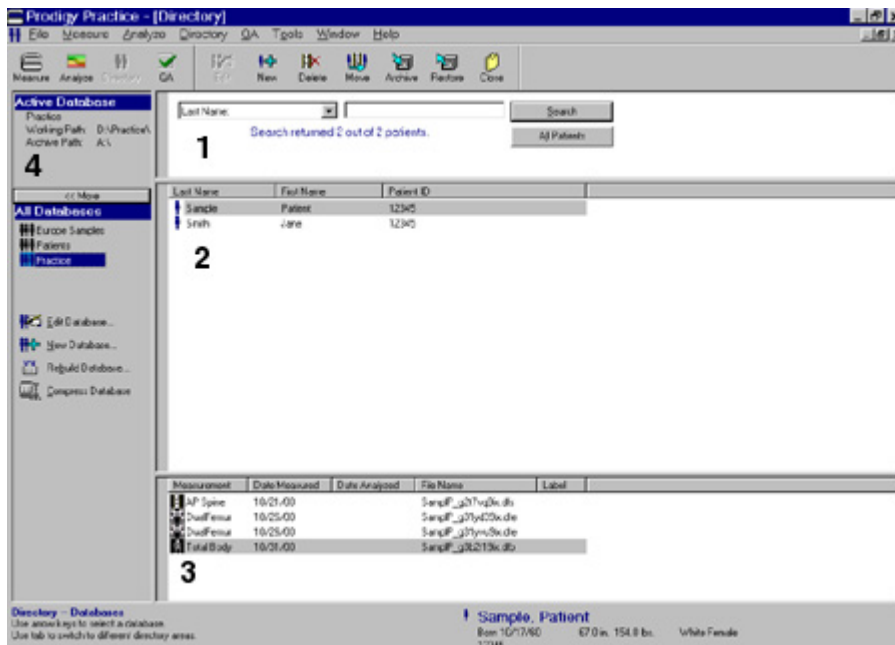 Prodigy Practice - [Directory]
File Measure Analyze Directory QA Tools Window Help
Measure Analyze Directory QA Edit New Delete Move Archive Restore Close
Active Database
Practice
Working Path: D:\Practice\
Archive Path: A:\
4
Last Name: Search
Search returned 2 out of 2 patients.
All Patients
1
<< More
All Databases
Europe Samples
Patients
Practice
Edit Database...
New Database...
Rebuild Database...
Compress Database
Last Name First Name Patient ID
Sample Patient 12345
Smith Jane 12345
2
Measurement Date Measured Date Analyzed File Name Label
AP Spine 10/21/00
DualFemur 10/25/00
DualFemur 10/25/00
Total Body 10/31/00
3
Directory - Databases
Use arrow keys to select a database.
Use tab to switch to different directory areas.
Sample, Patient
Born 10/17/60 67.0 in. 154.0 lbs. White Female
12345